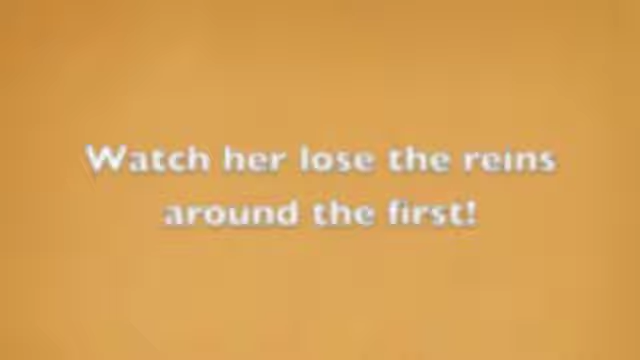 Watch her lose the reins
around the first!